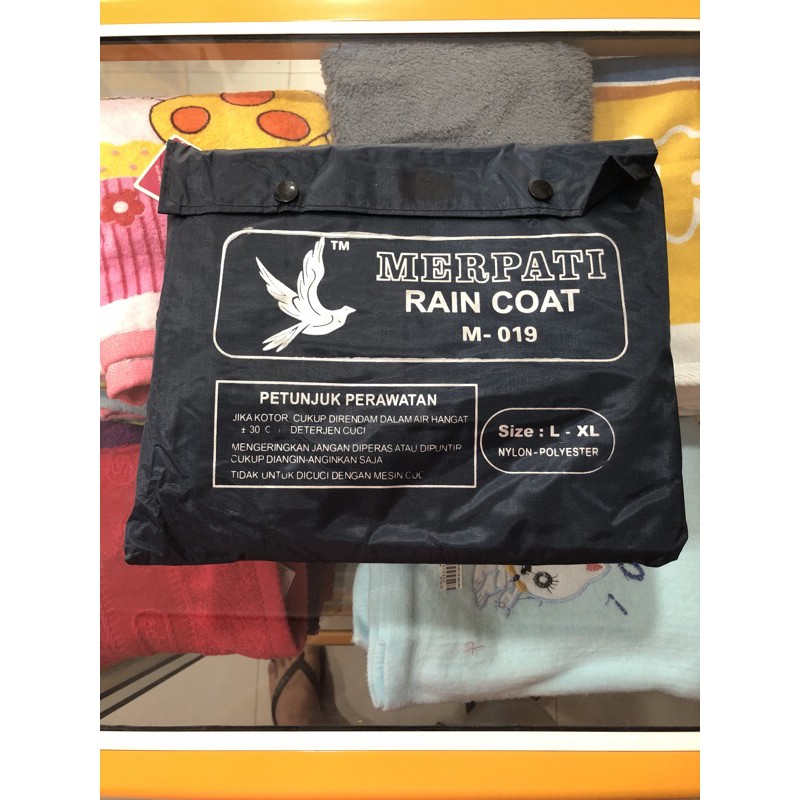 TM
MERPATI
RAIN COAT
M- 019
PETUNJUK PERAWATAN
JIKA KOTOR CUKUP DIRENDAM DALAM AIR HANGAT
± 30 C DETERJEN CUCI
MENGERINGKAN JANGAN DIPERAS ATAU DIPUNTIR
CUKUP DIANGIN-ANGINKAN SAJA
TIDAK UNTUK DICUCI DENGAN MESIN
Size : L - XL
NYLON - POLYESTER